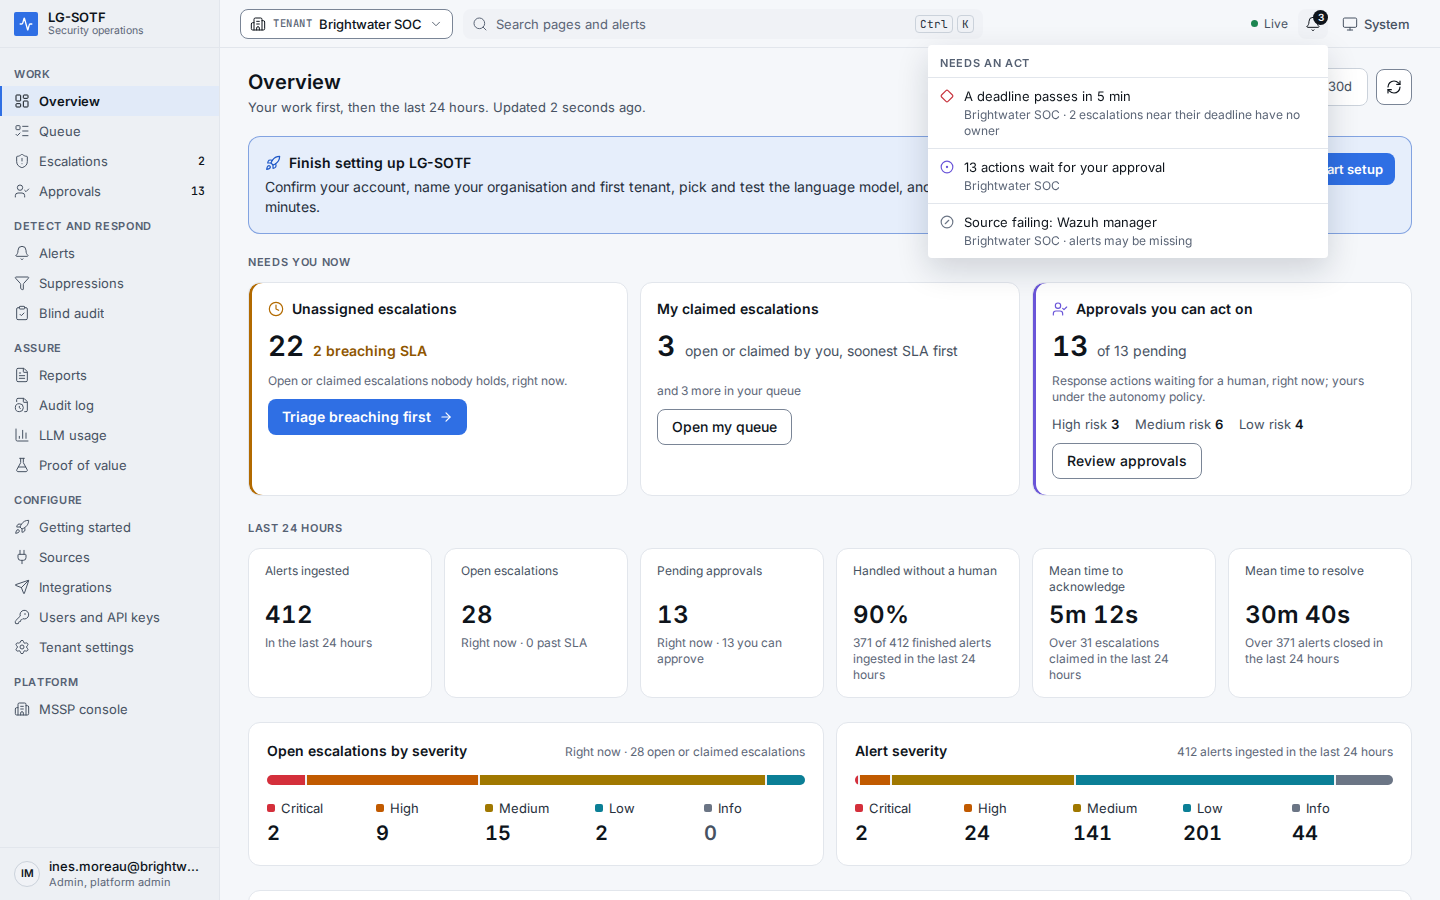 LG-SOTF
Security operations
WORK
Overview
Queue
Escalations 2
Approvals 13
DETECT AND RESPOND
Alerts
Suppressions
Blind audit
ASSURE
Reports
Audit log
LLM usage
Proof of value
CONFIGURE
Getting started
Sources
Integrations
Users and API keys
Tenant settings
PLATFORM
MSSP console
ines.moreau@brightw...
IM
Admin, platform admin
TENANT Brightwater SOC
Search pages and alerts Ctrl K
Live
3
System
Overview
Your work first, then the last 24 hours. Updated 2 seconds ago.
30d
NEEDS AN ACT
A deadline passes in 5 min
Brightwater SOC · 2 escalations near their deadline have no
owner
13 actions wait for your approval
Brightwater SOC
Source failing: Wazuh manager
Brightwater SOC · alerts may be missing
Finish setting up LG-SOTF
Confirm your account, name your organisation and first tenant, pick and test the language model, and
minutes.
art setup
NEEDS YOU NOW
Unassigned escalations
22 2 breaching SLA
Open or claimed escalations nobody holds, right now.
Triage breaching first
My claimed escalations
3 open or claimed by you, soonest SLA first
and 3 more in your queue
Open my queue
Approvals you can act on
13 of 13 pending
Response actions waiting for a human, right now; yours
under the autonomy policy.
High risk 3 Medium risk 6 Low risk 4
Review approvals
LAST 24 HOURS
Alerts ingested
412
In the last 24 hours
Open escalations
28
Right now · 0 past SLA
Pending approvals
13
Right now · 13 you can
approve
Handled without a human
90%
371 of 412 finished alerts
ingested in the last 24
hours
Mean time to
acknowledge
5m 12s
Over 31 escalations
claimed in the last 24
hours
Mean time to resolve
30m 40s
Over 371 alerts closed in
the last 24 hours
Open escalations by severity
Right now · 28 open or claimed escalations
Critical High Medium Low Info
2 9 15 2 0
Alert severity
412 alerts ingested in the last 24 hours
Critical High Medium Low Info
2 24 141 201 44